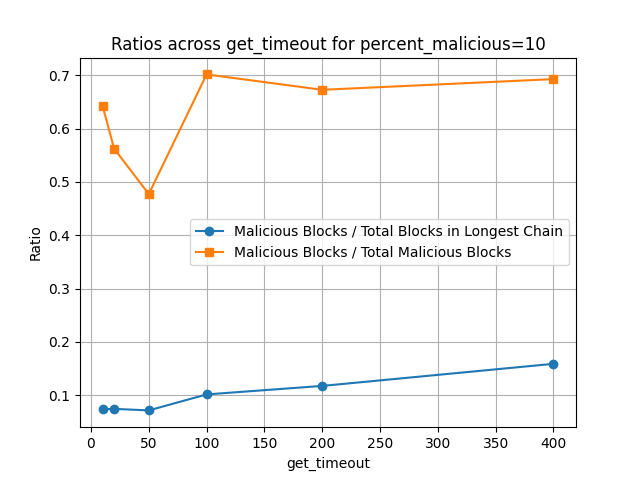 Ratios across get_timeout for percent_malicious=10
0.7
0.6
0.5
0.4
0.3
0.2
0.1
Ratio
Malicious Blocks / Total Blocks in Longest Chain
Malicious Blocks / Total Malicious Blocks
0 50 100 150 200 250 300 350 400
get_timeout